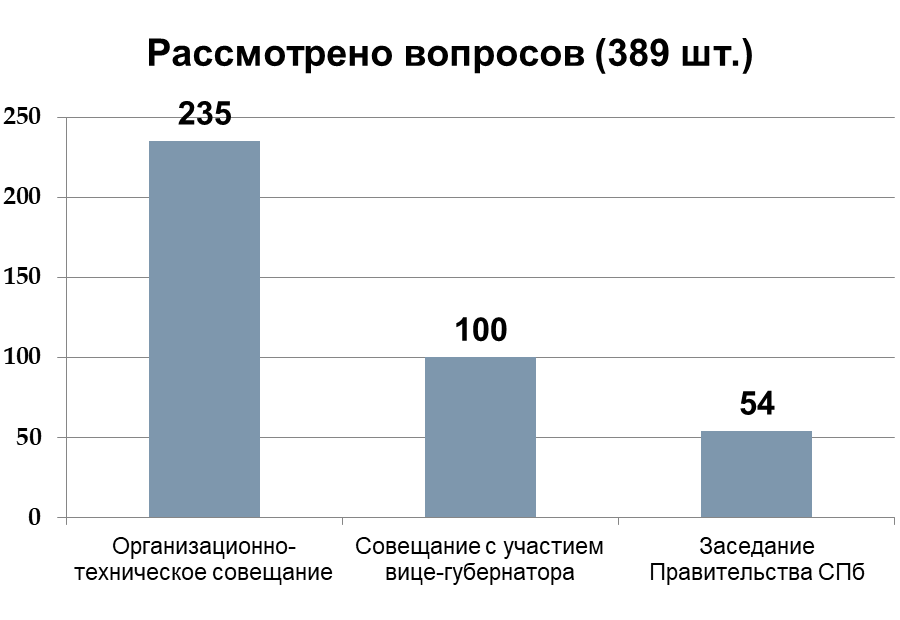 Рассмотрено вопросов (389 шт.)
250
235
200
150
100
100
54
50
0
Организационно-
техническое совещание
Совещание с участием
вице-губернатора
Заседание
Правительства СПб